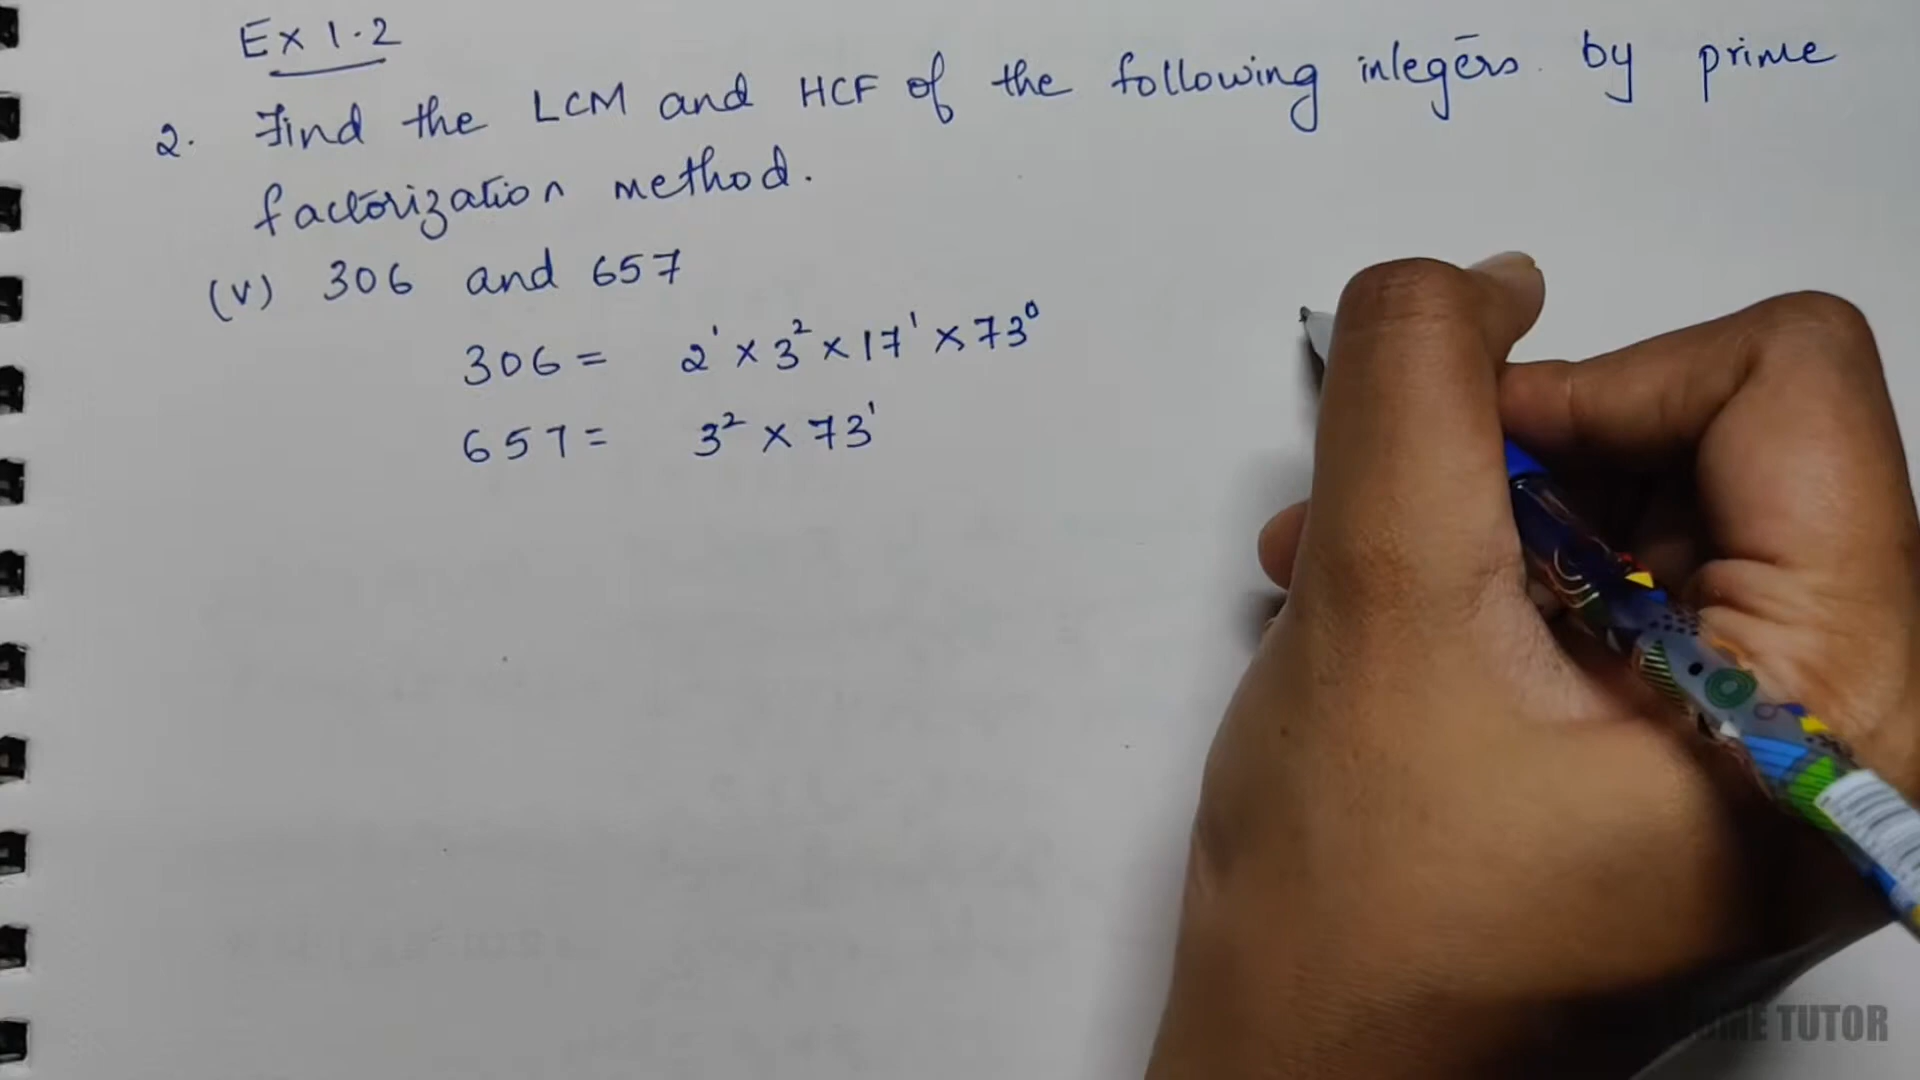 Ex 1.2
2. Find the LCM and HCF of the following integers by prime
factorization method.
(v) 306 and 657
306 = 2¹ × 3² × 17¹ × 73⁰
657 = 3² × 73¹
TUTOR